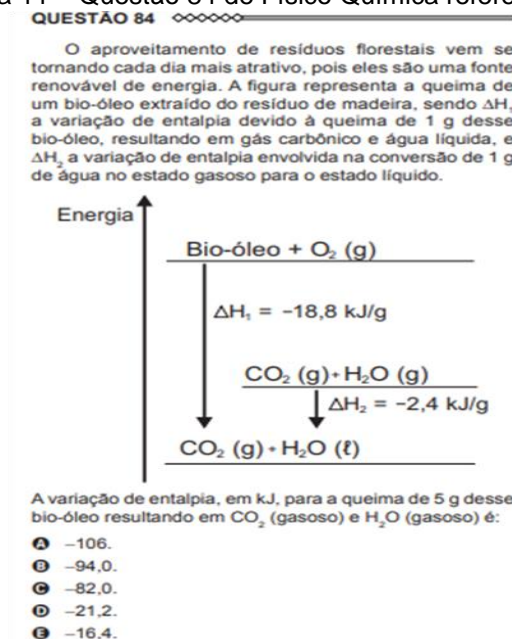 QUESTÃO 84
O aproveitamento de resíduos florestais vem se
tornando cada dia mais atrativo, pois eles são uma fonte
renovável de energia. A figura representa a queima de
um bio-óleo extraído do resíduo de madeira, sendo ΔH₁
a variação de entalpia devido à queima de 1 g desse
bio-óleo, resultando em gás carbônico e água líquida, e
ΔH₂ a variação de entalpia envolvida na conversão de 1 g
de água no estado gasoso para o estado líquido.
Energia
Bio-óleo + O₂ (g)
ΔH₁ = −18,8 kJ/g
CO₂ (g) + H₂O (g)
ΔH₂ = −2,4 kJ/g
CO₂ (g) + H₂O (ℓ)
A variação de entalpia, em kJ, para a queima de 5 g desse
bio-óleo resultando em CO₂ (gasoso) e H₂O (gasoso) é:
A −106.
B −94,0.
C −82,0.
D −21,2.
E −16,4.